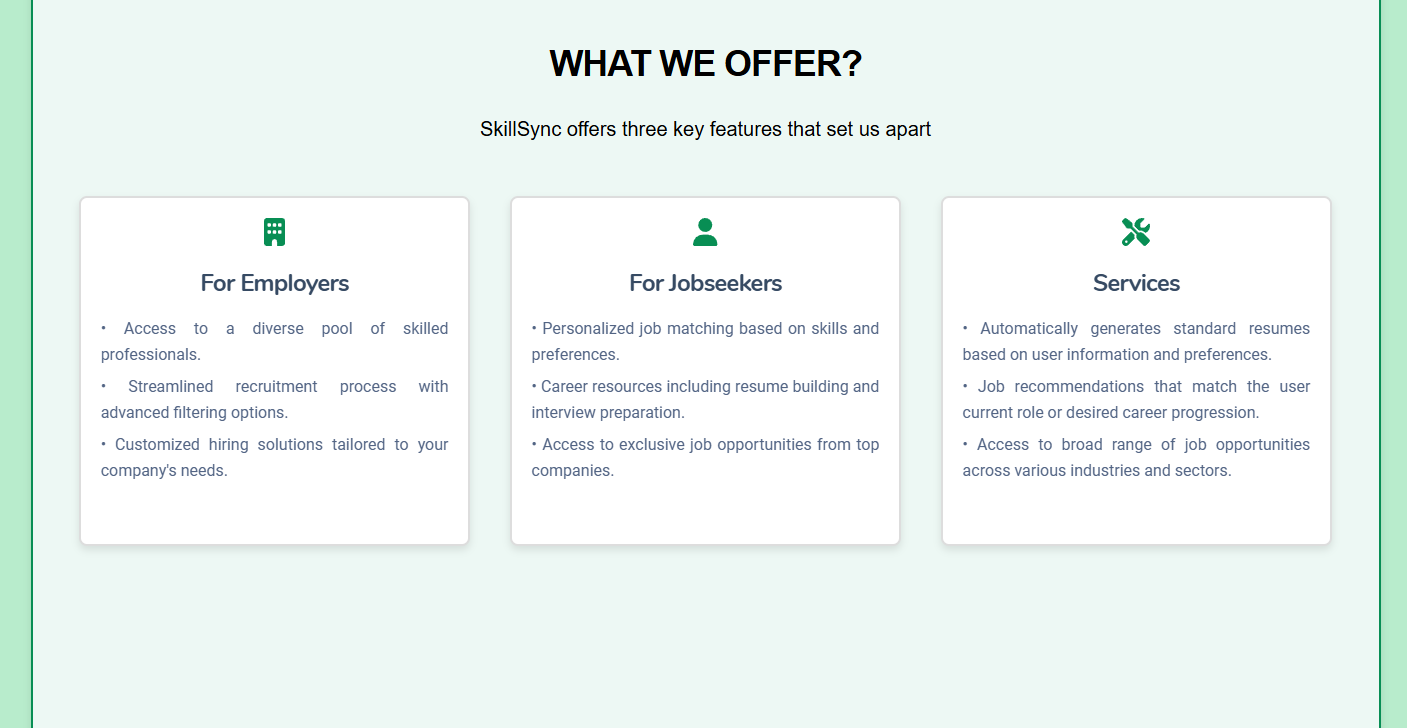 WHAT WE OFFER?
SkillSync offers three key features that set us apart
For Employers
• Access to a diverse pool of skilled
professionals.
• Streamlined recruitment process with
advanced filtering options.
• Customized hiring solutions tailored to your
company's needs.
For Jobseekers
• Personalized job matching based on skills and
preferences.
• Career resources including resume building and
interview preparation.
• Access to exclusive job opportunities from top
companies.
Services
• Automatically generates standard resumes
based on user information and preferences.
• Job recommendations that match the user
current role or desired career progression.
• Access to broad range of job opportunities
across various industries and sectors.